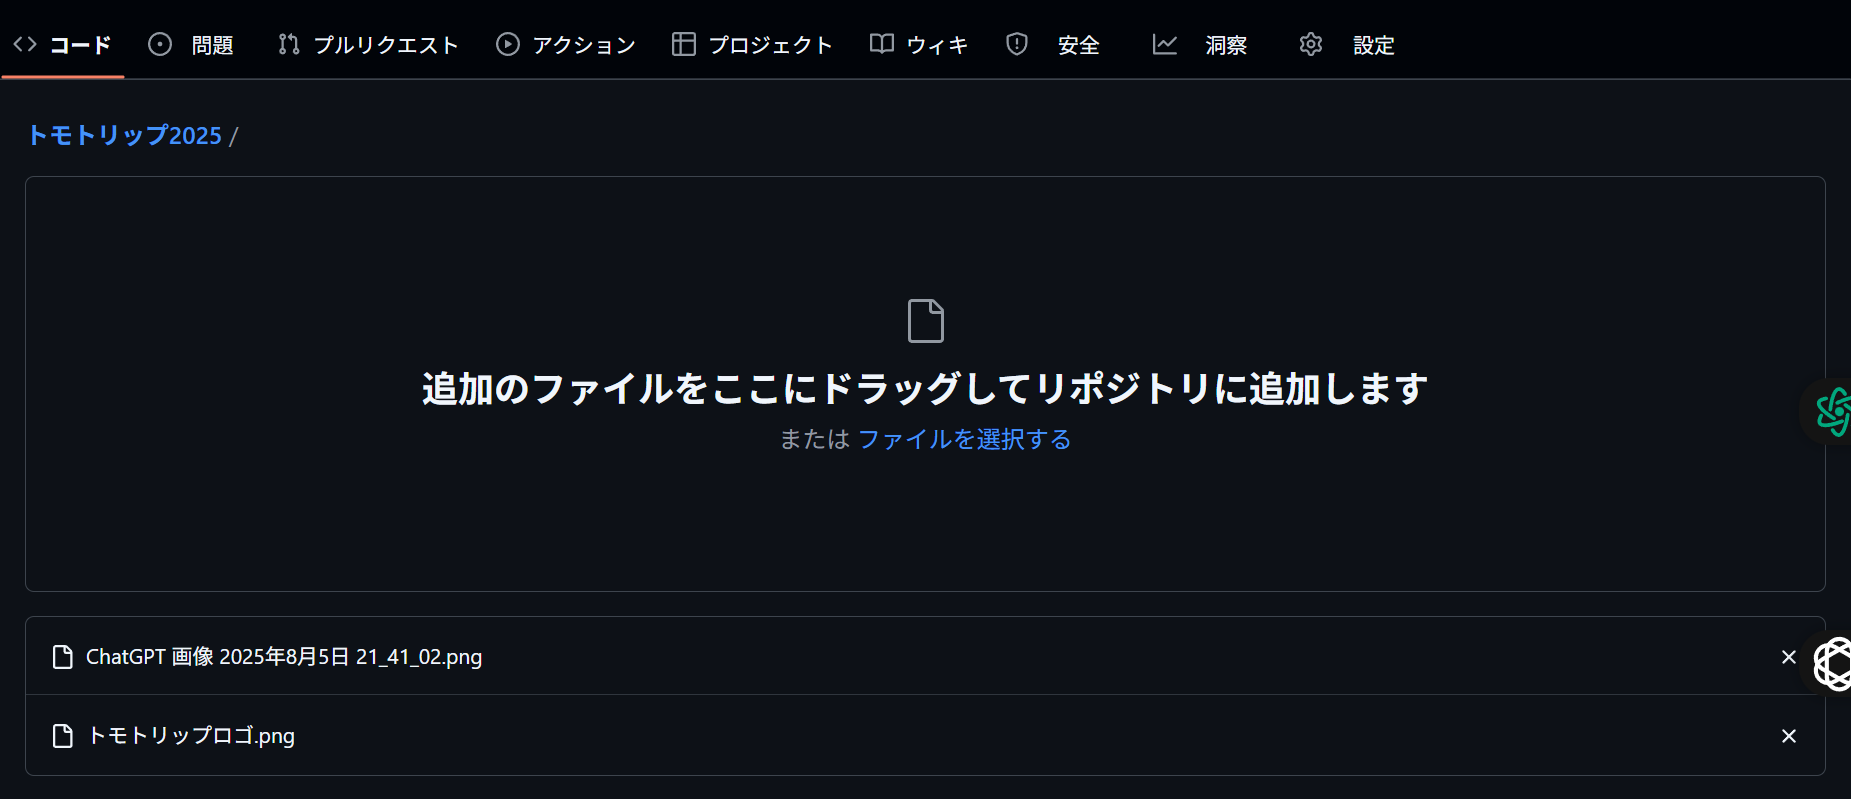 コード 問題 プルリクエスト アクション プロジェクト ウィキ 安全 洞察 設定
トモトリップ2025 /
追加のファイルをここにドラッグしてリポジトリに追加します
または ファイルを選択する
ChatGPT 画像 2025年8月5日 21_41_02.png
トモトリップロゴ.png